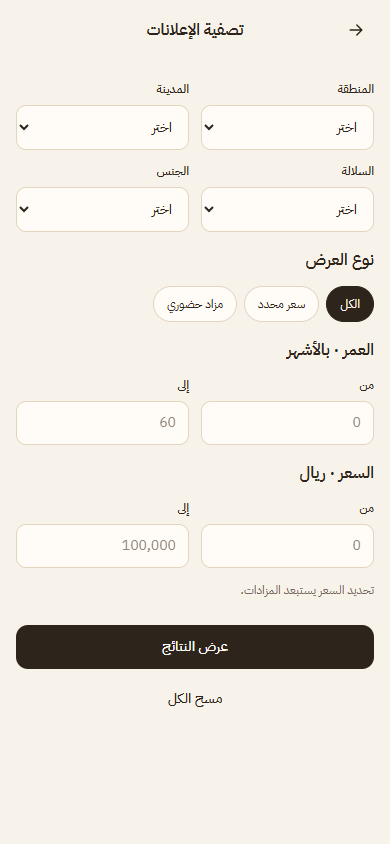 تصفية الإعلانات
المنطقة
المدينة
اختر
اختر
السلالة
الجنس
اختر
اختر
نوع العرض
الكل
سعر محدد
مزاد حضوري
العمر · بالأشهر
من
إلى
0
60
السعر · ريال
من
إلى
0
100,000
تحديد السعر يستبعد المزادات.
عرض النتائج
مسح الكل